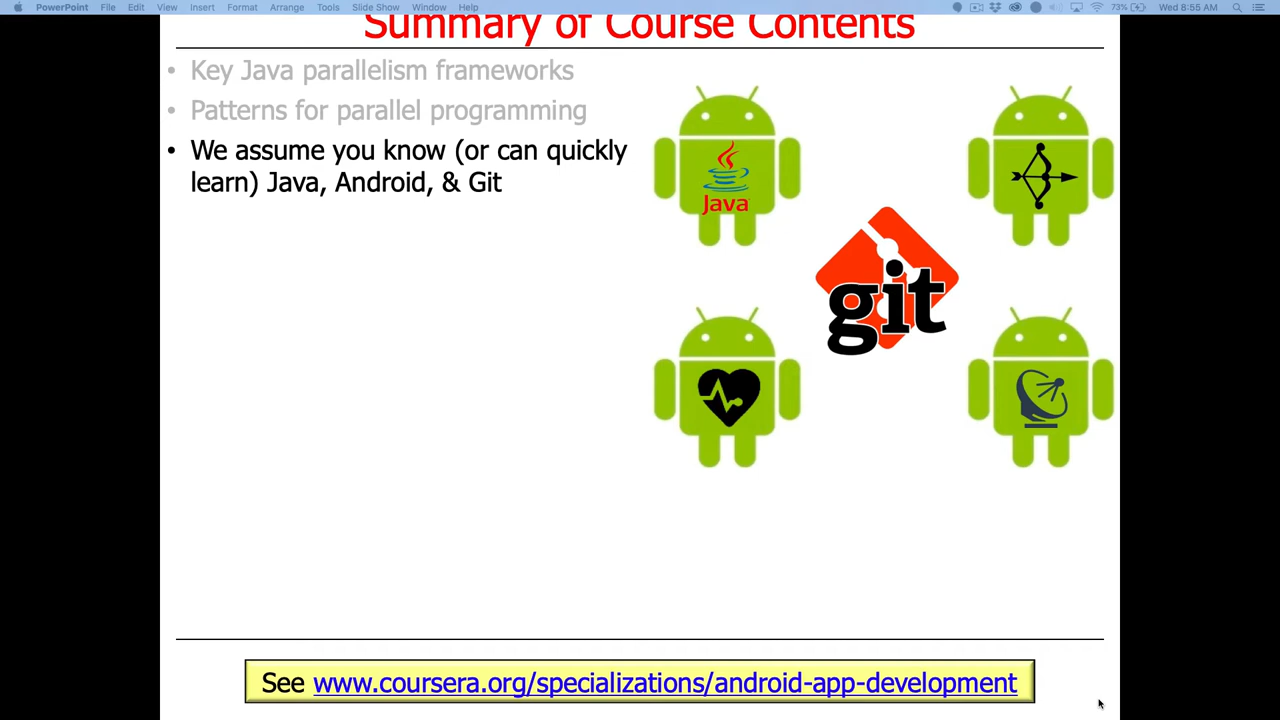 PowerPoint File Edit View Insert Format Arrange Tools Slide Show Window Help 73% Wed 8:55 AM
Summary of Course Contents
• Key Java parallelism frameworks
• Patterns for parallel programming
• We assume you know (or can quickly
learn) Java, Android, & Git
Java
git
See www.coursera.org/specializations/android-app-development